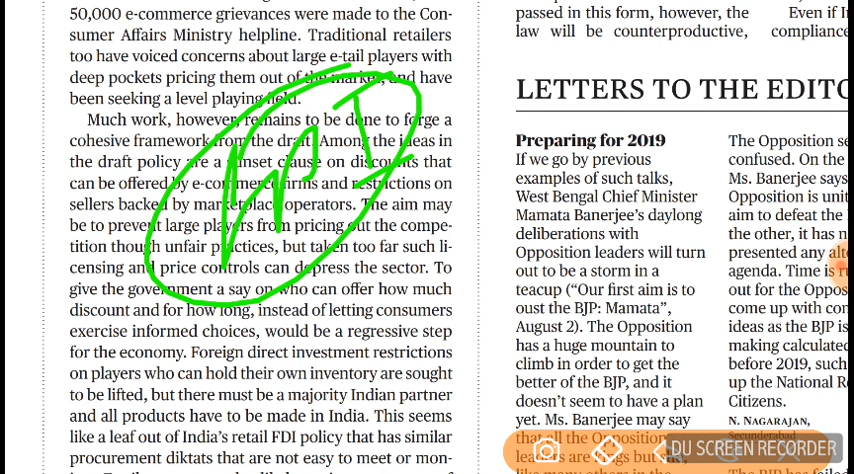 50,000 e-commerce grievances were made to the Con-
sumer Affairs Ministry helpline. Traditional retailers
too have voiced concerns about large e-tail players with
deep pockets pricing them out of the market, and have
been seeking a level playing field.
Much work, however, remains to be done to forge a
cohesive framework from the draft. Among the ideas in
the draft policy are a sunset clause on discounts that
can be offered by e-commerce firms and restrictions on
sellers backed by marketplace operators. The aim may
be to prevent large players from pricing out the compe-
tition though unfair practices, but taken too far such li-
censing and price controls can depress the sector. To
give the government a say on who can offer how much
discount and for how long, instead of letting consumers
exercise informed choices, would be a regressive step
for the economy. Foreign direct investment restrictions
on players who can hold their own inventory are sought
to be lifted, but there must be a majority Indian partner
and all products have to be made in India. This seems
like a leaf out of India's retail FDI policy that has similar
procurement diktats that are not easy to meet or mon-
passed in this form, however, the
law will be counterproductive,
Even if
compliance
LETTERS TO THE EDITO
Preparing for 2019
If we go by previous
examples of such talks,
West Bengal Chief Minister
Mamata Banerjee's daylong
deliberations with
Opposition leaders will turn
out to be a storm in a
teacup ("Our first aim is to
oust the BJP: Mamata",
August 2). The Opposition
has a huge mountain to
climb in order to get the
better of the BJP, and it
doesn't seem to have a plan
yet. Ms. Banerjee may say
that all the Opposition
The Opposition se
confused. On the
Ms. Banerjee says
Opposition is unit
aim to defeat the
the other, it has n
presented any alt
agenda. Time is r
out for the Oppos
come up with con
ideas as the BJP is
making calculated
before 2019, such
up the National R
Citizens.
N. NAGARAJAN,
Secunderabad
DU SCREEN RECORDER